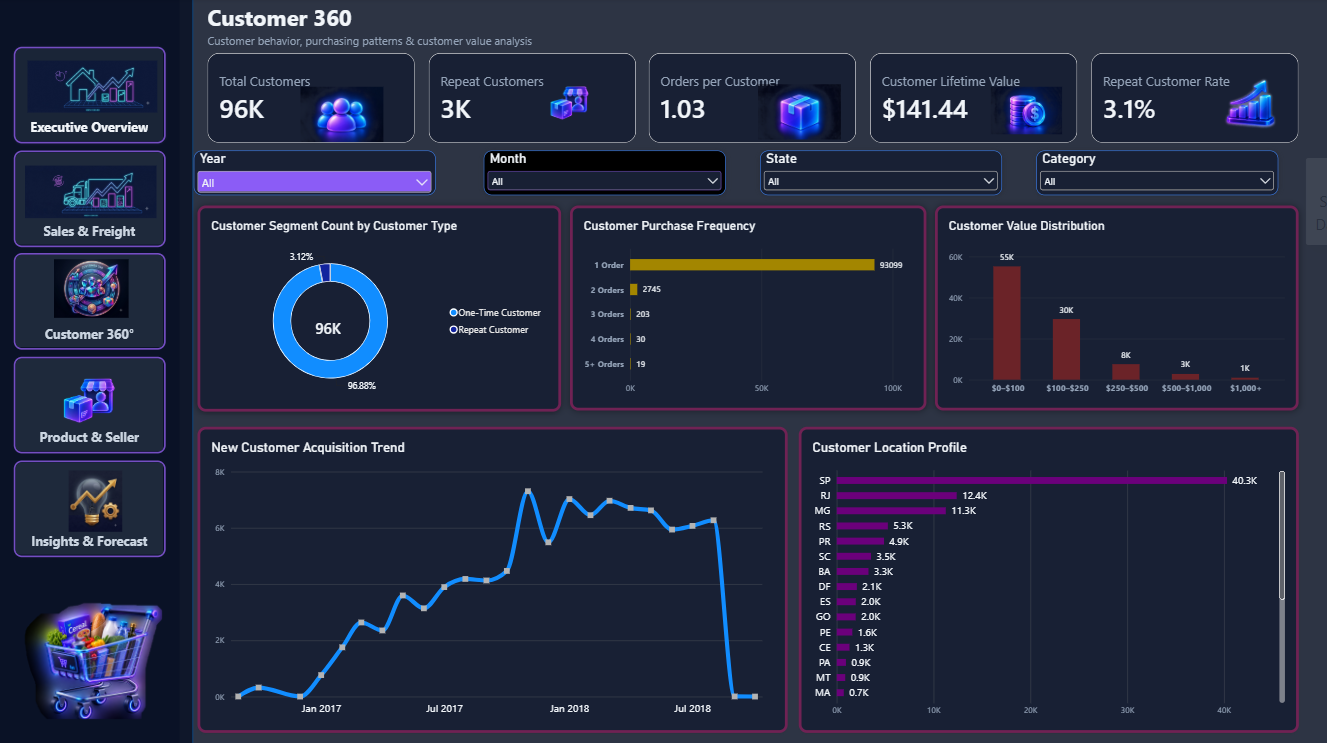 Customer 360
Customer behavior, purchasing patterns & customer value analysis
Executive Overview
Sales & Freight
Customer 360°
Product & Seller
Insights & Forecast
Cereal
Total Customers
96K
Repeat Customers
3K
Orders per Customer
1.03
Customer Lifetime Value
$141.44
Repeat Customer Rate
3.1%
Year
All
Month
All
State
All
Category
All
Customer Segment Count by Customer Type
3.12%
96K
96.88%
One-Time Customer
Repeat Customer
Customer Purchase Frequency
1 Order 93099
2 Orders 2745
3 Orders 203
4 Orders 30
5+ Orders 19
0K 50K 100K
Customer Value Distribution
60K
40K
20K
0K
55K
30K
8K
3K
1K
$0–$100 $100–$250 $250–$500 $500–$1,000 $1,000+
New Customer Acquisition Trend
8K
6K
4K
2K
0K
Jan 2017 Jul 2017 Jan 2018 Jul 2018
Customer Location Profile
SP 40.3K
RJ 12.4K
MG 11.3K
RS 5.3K
PR 4.9K
SC 3.5K
BA 3.3K
DF 2.1K
ES 2.0K
GO 2.0K
PE 1.6K
CE 1.3K
PA 0.9K
MT 0.9K
MA 0.7K
0K 10K 20K 30K 40K
S
D